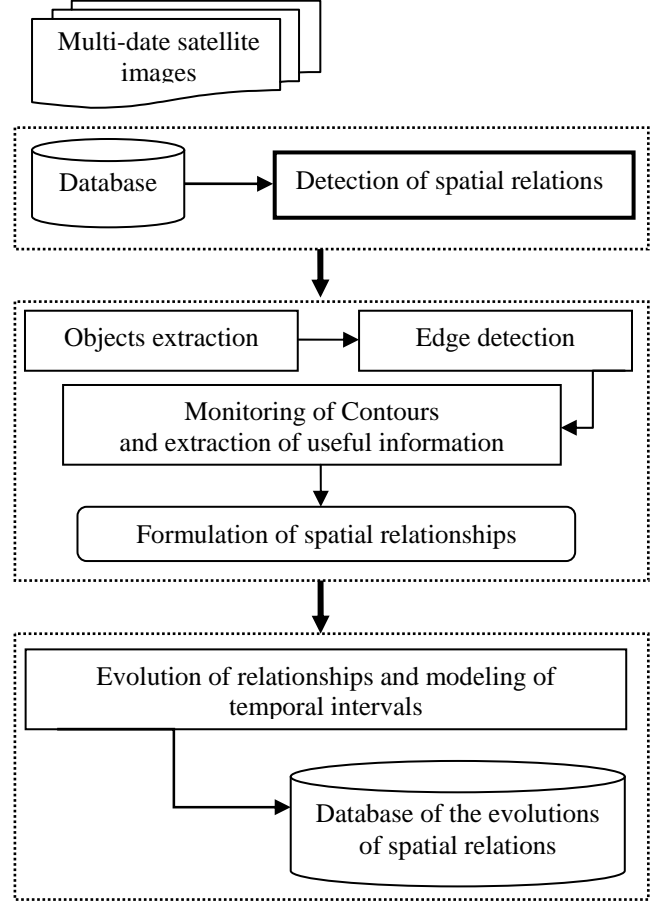 Multi-date satellite
images
Database
Detection of spatial relations
Objects extraction
Edge detection
Monitoring of Contours
and extraction of useful information
Formulation of spatial relationships
Evolution of relationships and modeling of
temporal intervals
Database of the evolutions
of spatial relations